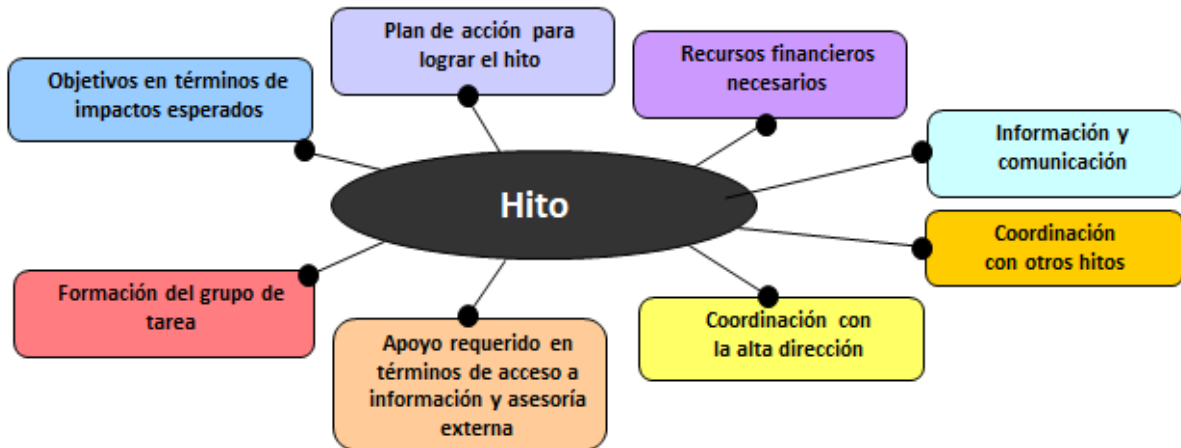 Plan de acción para
lograr el hito
Recursos financieros
necesarios
Objetivos en términos de
impactos esperados
Información y
comunicación
Hito
Coordinación
con otros hitos
Formación del grupo de
tarea
Coordinación con
la alta dirección
Apoyo requerido en
términos de acceso a
información y asesoría
externa